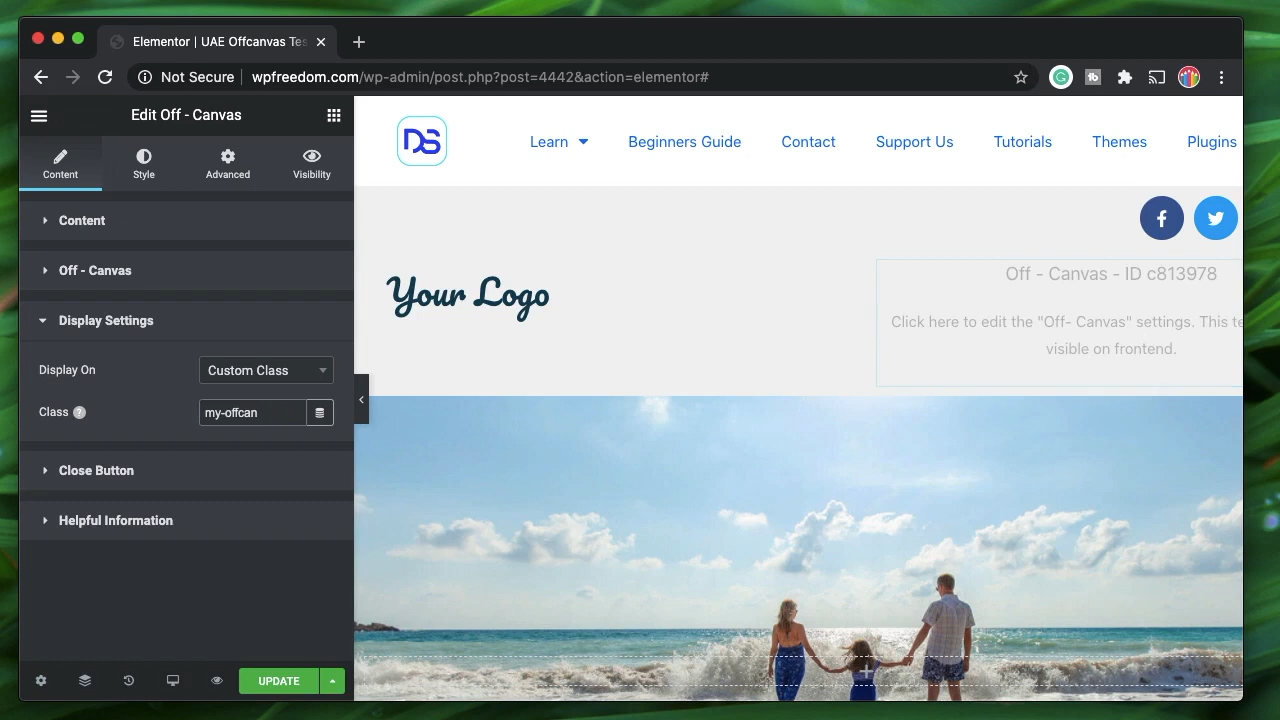 Elementor | UAE Offcanvas Tes
Not Secure wpfreedom.com/wp-admin/post.php?post=4442&action=elementor#
Edit Off - Canvas
Content Style Advanced Visibility
Content
Off - Canvas
Display Settings
Display On Custom Class
Class ? my-offcan
Close Button
Helpful Information
UPDATE
DS
Learn Beginners Guide Contact Support Us Tutorials Themes Plugins
Your Logo
Off - Canvas - ID c813978
Click here to edit the "Off- Canvas" settings. This te
visible on frontend.